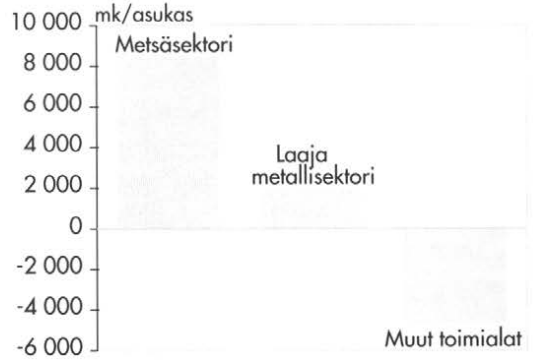 mk/asukas
10 000
8 000
6 000
4 000
2 000
0
-2 000
-4 000
-6 000
Metsäsektori
Laaja
metallisektori
Muut toimialat